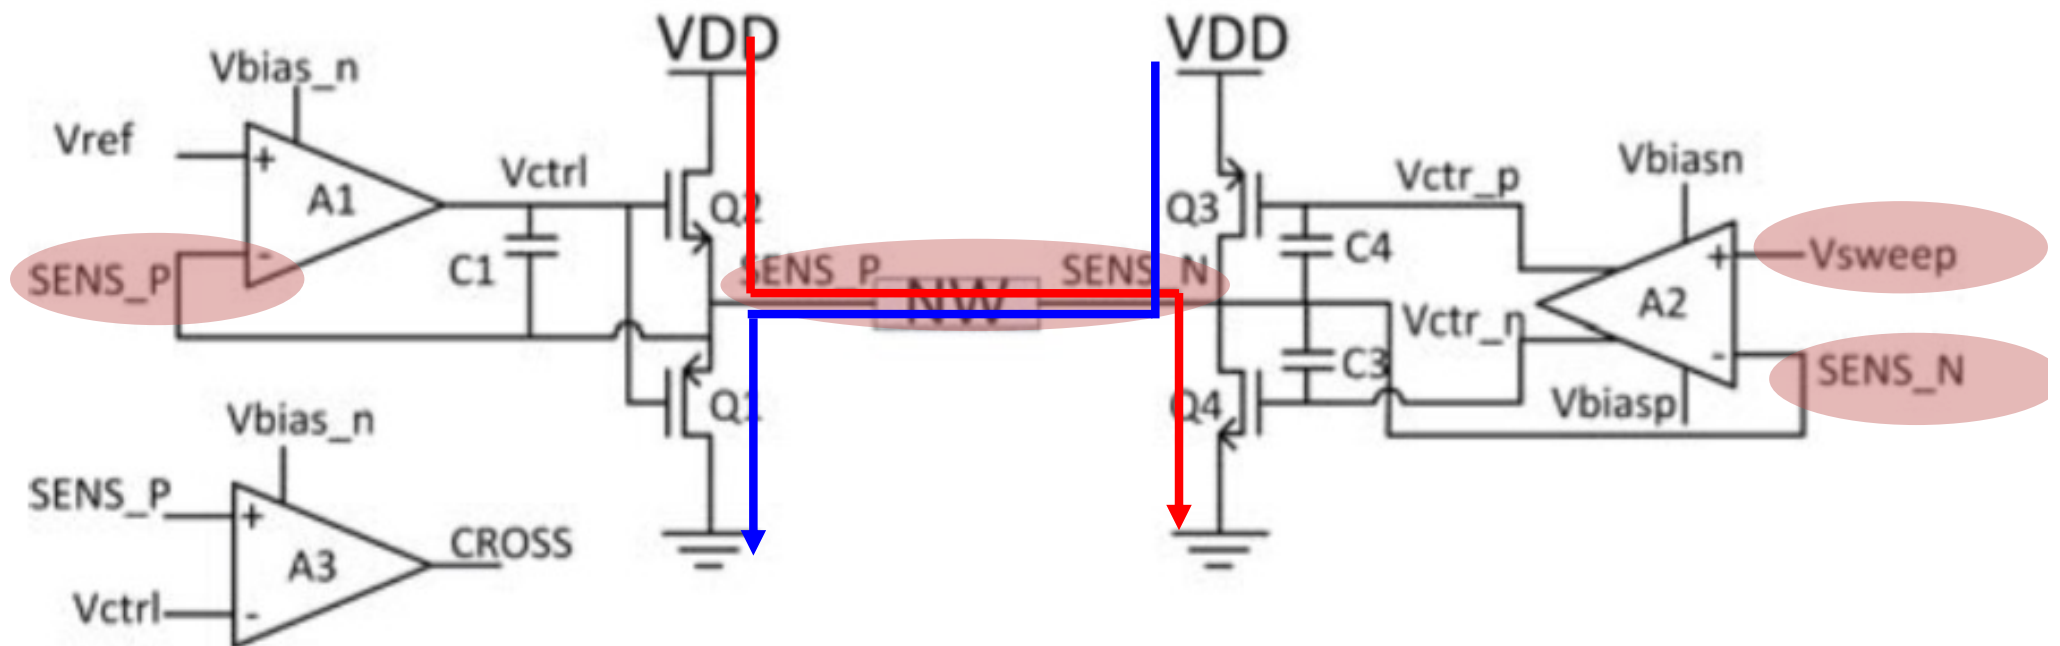 VDD
VDD
Vbias_n
Vref
+
A1
-
SENS_P
Vctrl
C1
Q2
SENS_P
SENS_N
NW
Q3
Vctr_p
C4
Vbiasn
+
Vsweep
A2
Vctr_n
C3
-
SENS_N
Vbiasp
Q1
Q4
Vbias_n
SENS_P
+
A3
CROSS
Vctrl
-